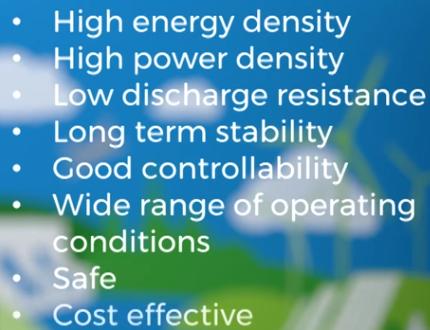 • High energy density
• High power density
• Low discharge resistance
• Long term stability
• Good controllability
• Wide range of operating
conditions
• Safe
• Cost effective